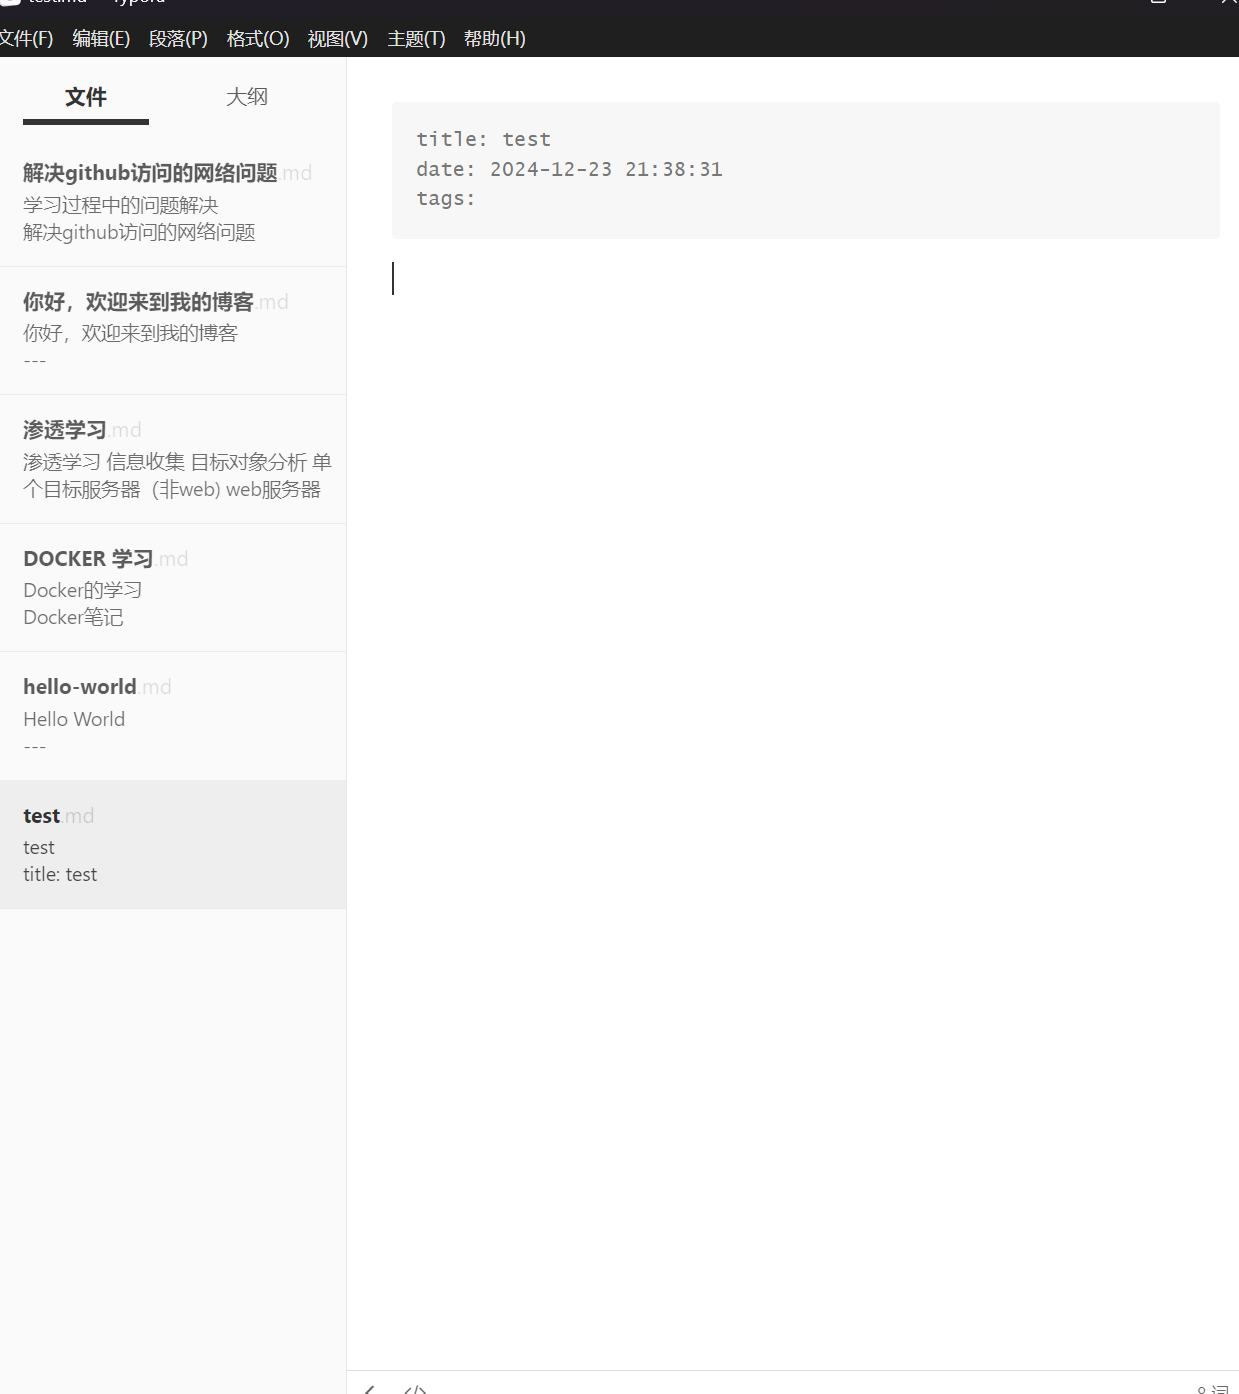 文件(F) 编辑(E) 段落(P) 格式(O) 视图(V) 主题(T) 帮助(H)
文件 大纲
解决github访问的网络问题.md
学习过程中的问题解决
解决github访问的网络问题
你好，欢迎来到我的博客.md
你好，欢迎来到我的博客
---
渗透学习.md
渗透学习 信息收集 目标对象分析 单
个目标服务器（非web) web服务器
DOCKER 学习.md
Docker的学习
Docker笔记
hello-world.md
Hello World
---
test.md
test
title: test
title: test
date: 2024-12-23 21:38:31
tags: